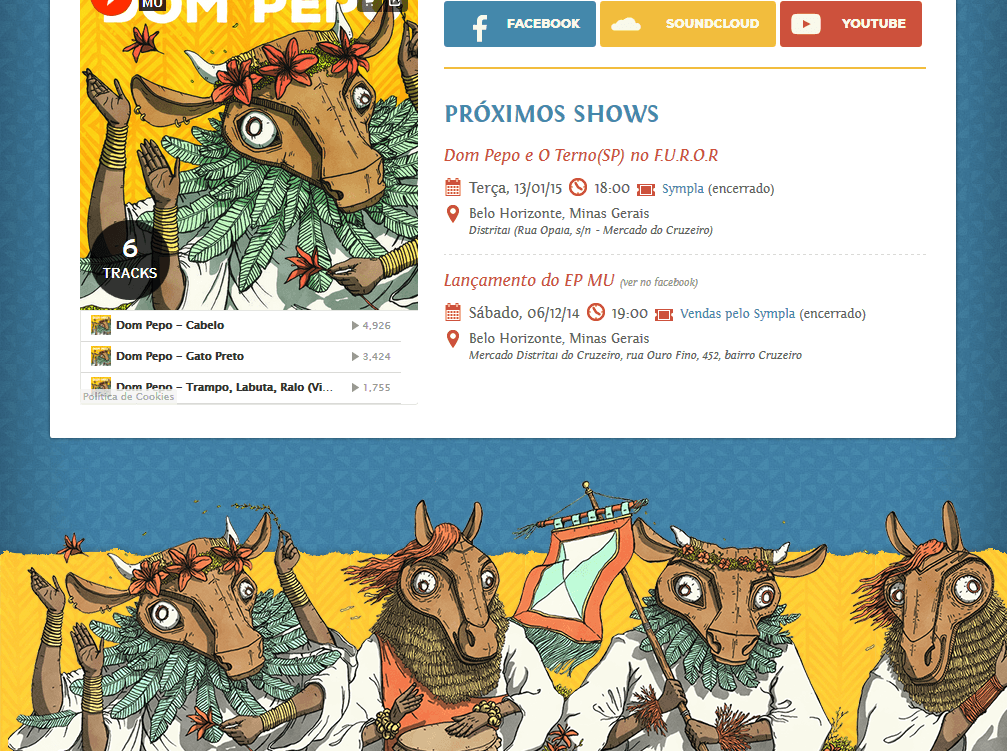 DOM PEPO
MU
6
TRACKS
Dom Pepo – Cabelo 4,926
Dom Pepo – Gato Preto 3,424
Dom Pepo – Trampo, Labuta, Ralo (Vi... 1,755
Política de Cookies
FACEBOOK
SOUNDCLOUD
YOUTUBE
PRÓXIMOS SHOWS
Dom Pepo e O Terno(SP) no F.U.R.O.R
Terça, 13/01/15 18:00 Sympla (encerrado)
Belo Horizonte, Minas Gerais
Distrital (Rua Opala, s/n - Mercado do Cruzeiro)
Lançamento do EP MU (ver no facebook)
Sábado, 06/12/14 19:00 Vendas pelo Sympla (encerrado)
Belo Horizonte, Minas Gerais
Mercado Distrital do Cruzeiro, rua Ouro Fino, 452, bairro Cruzeiro